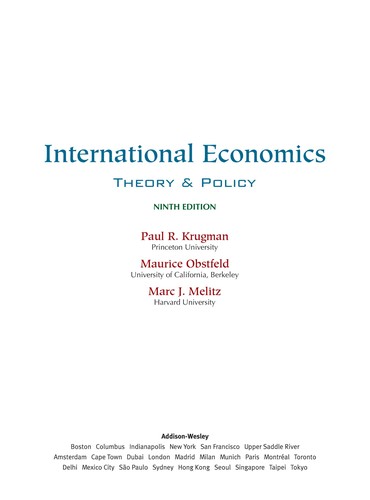 International Economics
THEORY & POLICY
NINTH EDITION
Paul R. Krugman
Princeton University
Maurice Obstfeld
University of California, Berkeley
Marc J. Melitz
Harvard University
Addison-Wesley
Boston Columbus Indianapolis New York San Francisco Upper Saddle River
Amsterdam Cape Town Dubai London Madrid Milan Munich Paris Montréal Toronto
Delhi Mexico City São Paulo Sydney Hong Kong Seoul Singapore Taipei Tokyo